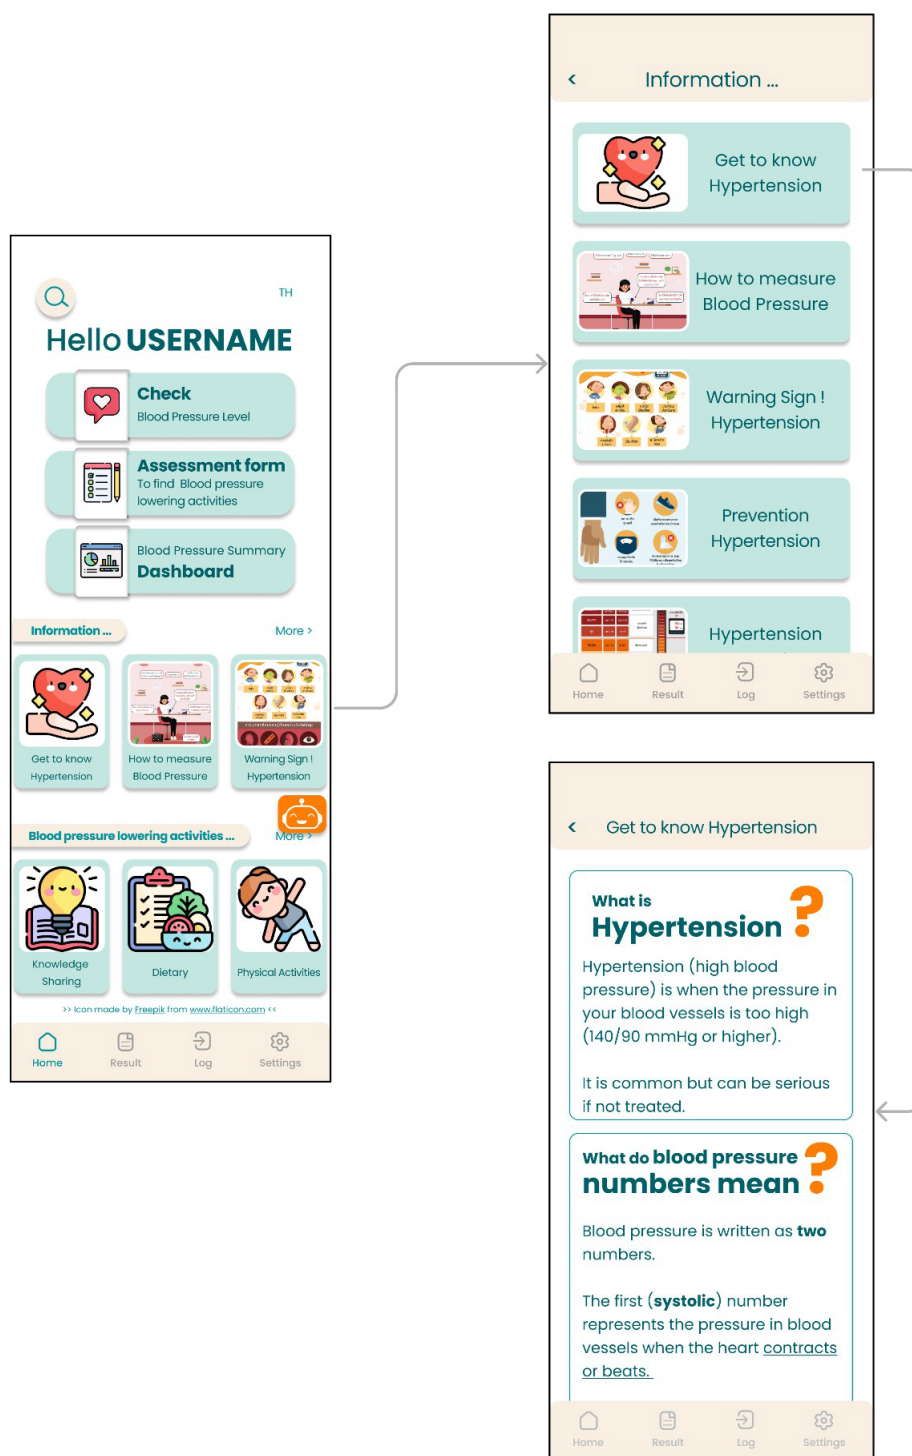 TH
Hello USERNAME
Check
Blood Pressure Level
Assessment form
To find Blood pressure
lowering activities
Blood Pressure Summary
Dashboard
Information ...
More >
Get to know
Hypertension
How to measure
Blood Pressure
Warning Sign !
Hypertension
Blood pressure lowering activities ...
More >
Knowledge
Sharing
Dietary
Physical Activities
>> Icon made by Freepik from www.flaticon.com <<
Home
Result
Log
Settings
< Information ...
Get to know
Hypertension
How to measure
Blood Pressure
Warning Sign !
Hypertension
Prevention
Hypertension
Hypertension
Home
Result
Log
Settings
< Get to know Hypertension
What is
Hypertension ?
Hypertension (high blood
pressure) is when the pressure in
your blood vessels is too high
(140/90 mmHg or higher).
It is common but can be serious
if not treated.
What do blood pressure
numbers mean ?
Blood pressure is written as two
numbers.
The first (systolic) number
represents the pressure in blood
vessels when the heart contracts
or beats.
Home
Result
Log
Settings